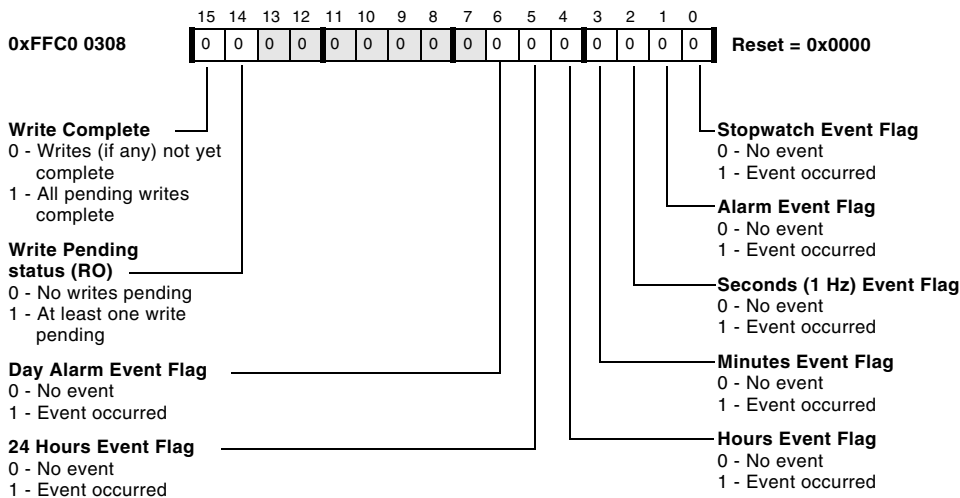 15 14 13 12 11 10 9 8 7 6 5 4 3 2 1 0
0xFFC0 0308
0 0 0 0 0 0 0 0 0 0 0 0 0 0 0 0
Reset = 0x0000
Write Complete
0 - Writes (if any) not yet
complete
1 - All pending writes
complete
Write Pending
status (RO)
0 - No writes pending
1 - At least one write
pending
Day Alarm Event Flag
0 - No event
1 - Event occurred
24 Hours Event Flag
0 - No event
1 - Event occurred
Stopwatch Event Flag
0 - No event
1 - Event occurred
Alarm Event Flag
0 - No event
1 - Event occurred
Seconds (1 Hz) Event Flag
0 - No event
1 - Event occurred
Minutes Event Flag
0 - No event
1 - Event occurred
Hours Event Flag
0 - No event
1 - Event occurred